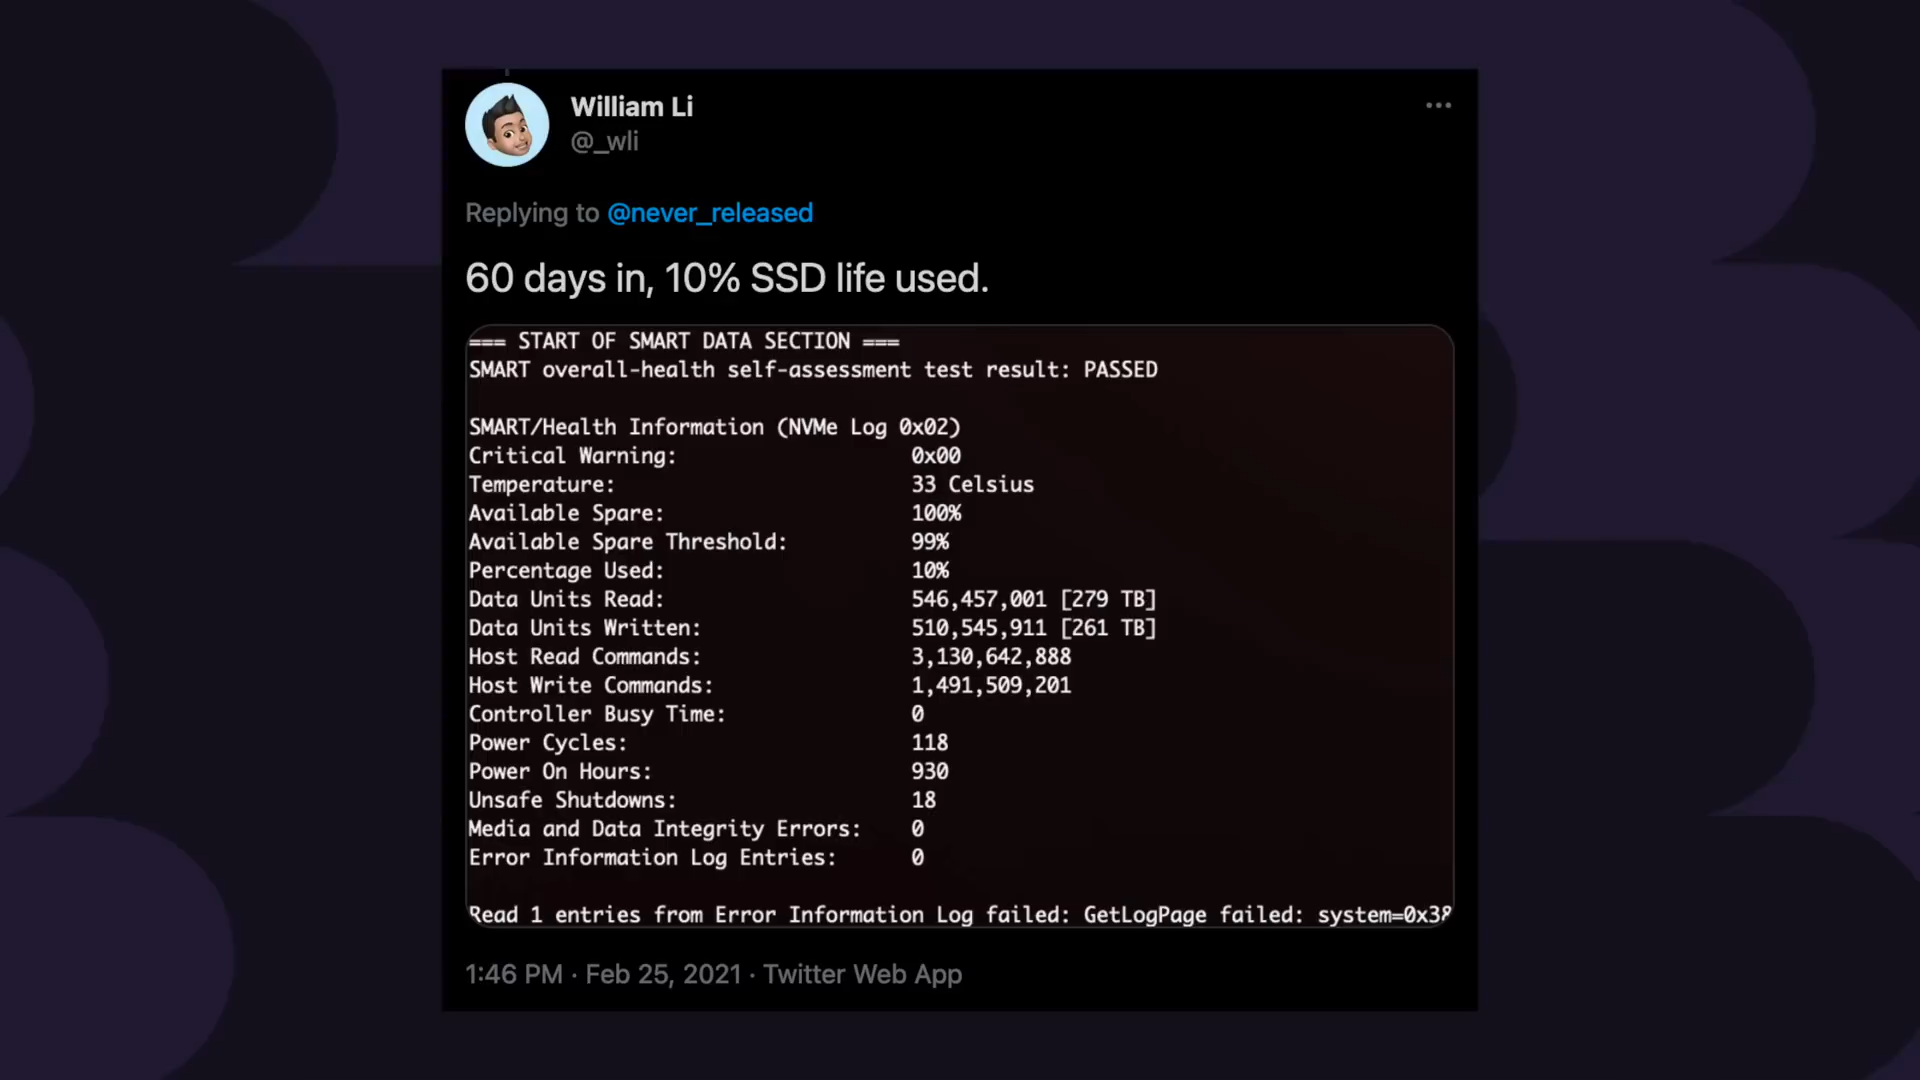 William Li
@_wli
Replying to @never_released
60 days in, 10% SSD life used.
=== START OF SMART DATA SECTION ===
SMART overall-health self-assessment test result: PASSED
SMART/Health Information (NVMe Log 0x02)
Critical Warning: 0x00
Temperature: 33 Celsius
Available Spare: 100%
Available Spare Threshold: 99%
Percentage Used: 10%
Data Units Read: 546,457,001 [279 TB]
Data Units Written: 510,545,911 [261 TB]
Host Read Commands: 3,130,642,888
Host Write Commands: 1,491,509,201
Controller Busy Time: 0
Power Cycles: 118
Power On Hours: 930
Unsafe Shutdowns: 18
Media and Data Integrity Errors: 0
Error Information Log Entries: 0
Read 1 entries from Error Information Log failed: GetLogPage failed: system=0x38
1:46 PM · Feb 25, 2021 · Twitter Web App